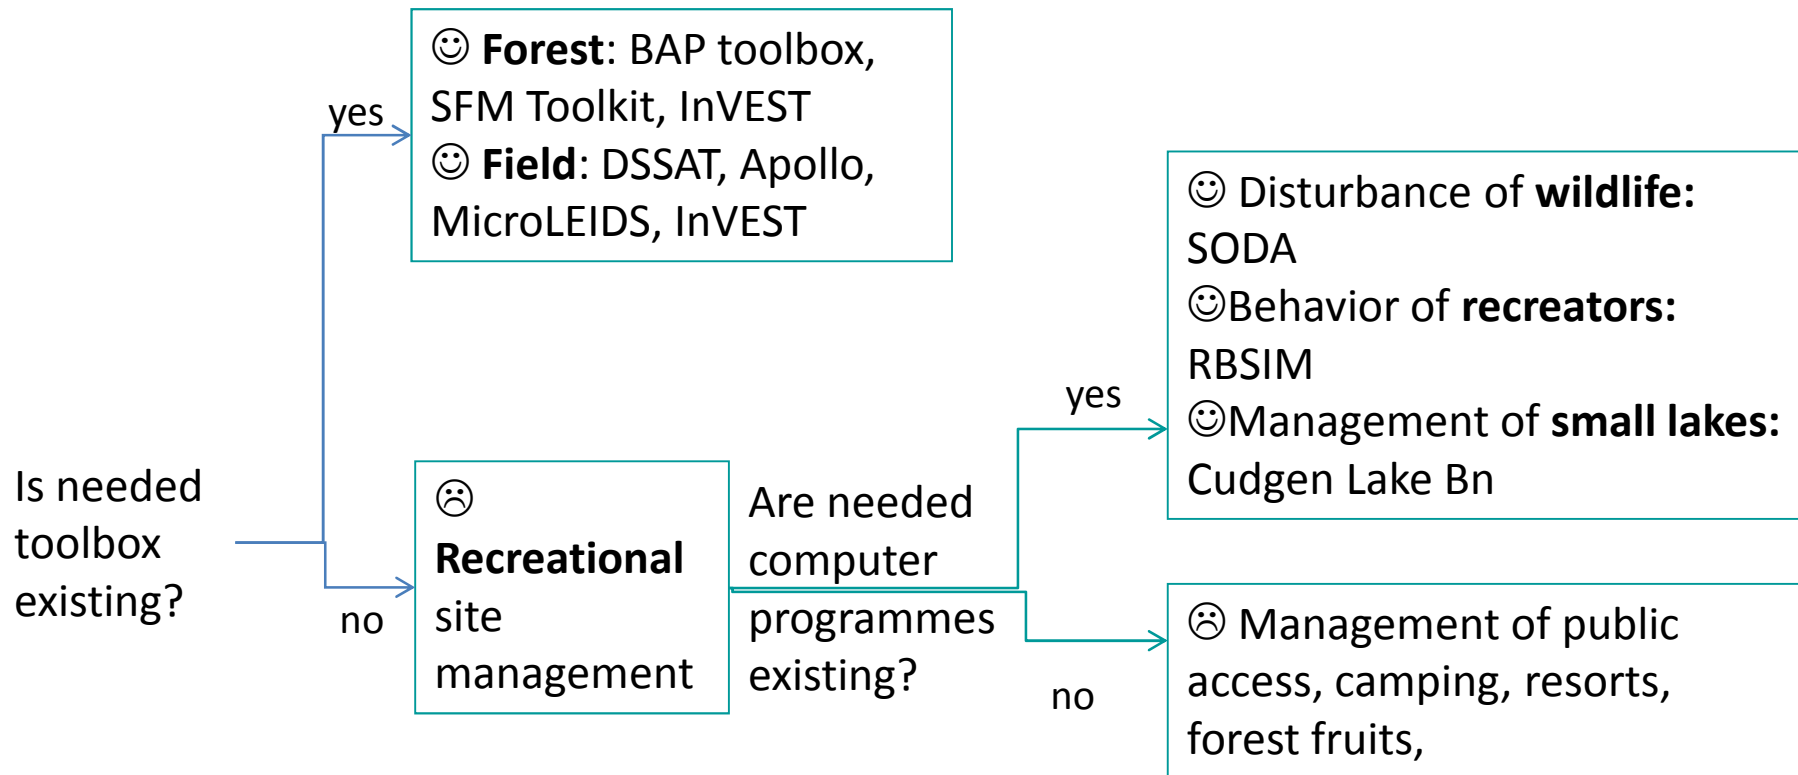 ☺ Forest: BAP toolbox,
SFM Toolkit, InVEST
☺ Field: DSSAT, Apollo,
MicroLEIDS, InVEST
yes
☺ Disturbance of wildlife:
SODA
☺Behavior of recreators:
RBSIM
☺Management of small lakes:
Cudgen Lake Bn
yes
Is needed
toolbox
existing?
no
☹
Recreational
site
management
Are needed
computer
programmes
existing?
no
☹ Management of public
access, camping, resorts,
forest fruits,